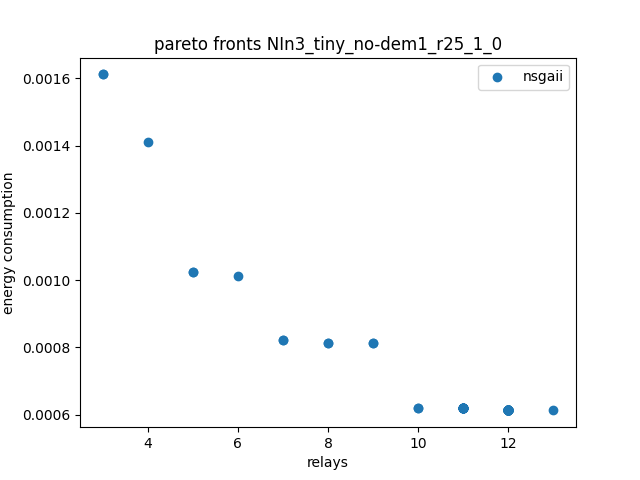 pareto fronts NIn3_tiny_no-dem1_r25_1_0
nsgaii
0.0016
0.0014
0.0012
0.0010
0.0008
0.0006
energy consumption
4 6 8 10 12
relays